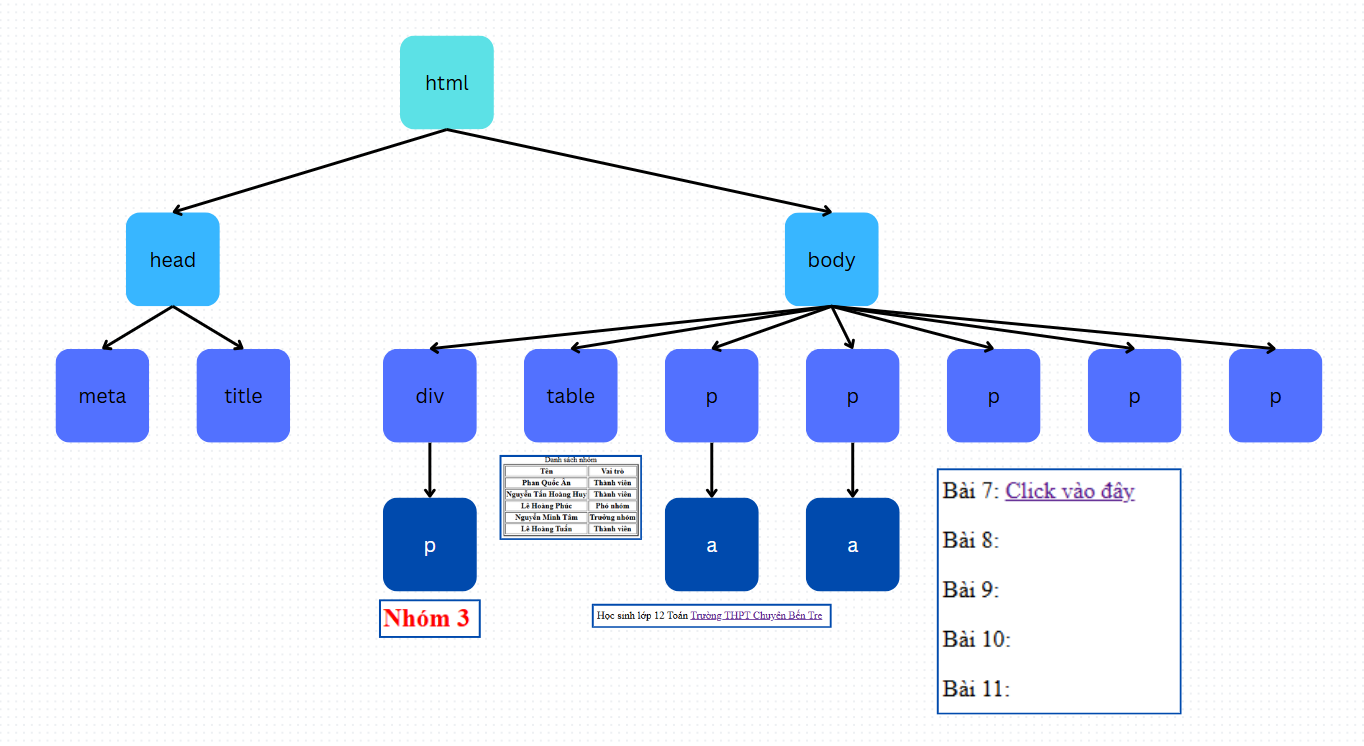 html
head
body
meta
title
div
table
p
p
p
p
p
Danh sách nhóm
Tên Vai trò
Phan Quốc Ấn Thành viên
Nguyễn Tấn Hoàng Huy Thành viên
Lê Hoàng Phúc Phó nhóm
Nguyễn Minh Tâm Trưởng nhóm
Lê Hoàng Tuấn Thành viên
p
a
a
Nhóm 3
Học sinh lớp 12 Toán Trường THPT Chuyên Bến Tre
Bài 7: Click vào đây
Bài 8:
Bài 9:
Bài 10:
Bài 11: